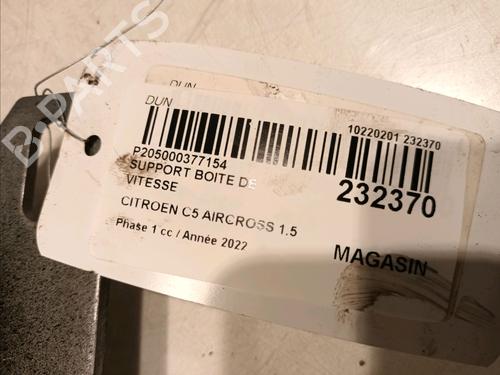 B-PARTS
DUN
DUN
10220201 232370
P205000377154
SUPPORT BOITE DE
VITESSE
232370
CITROEN C5 AIRCROSS 1.5
Phase 1 cc / Année 2022
MAGASIN